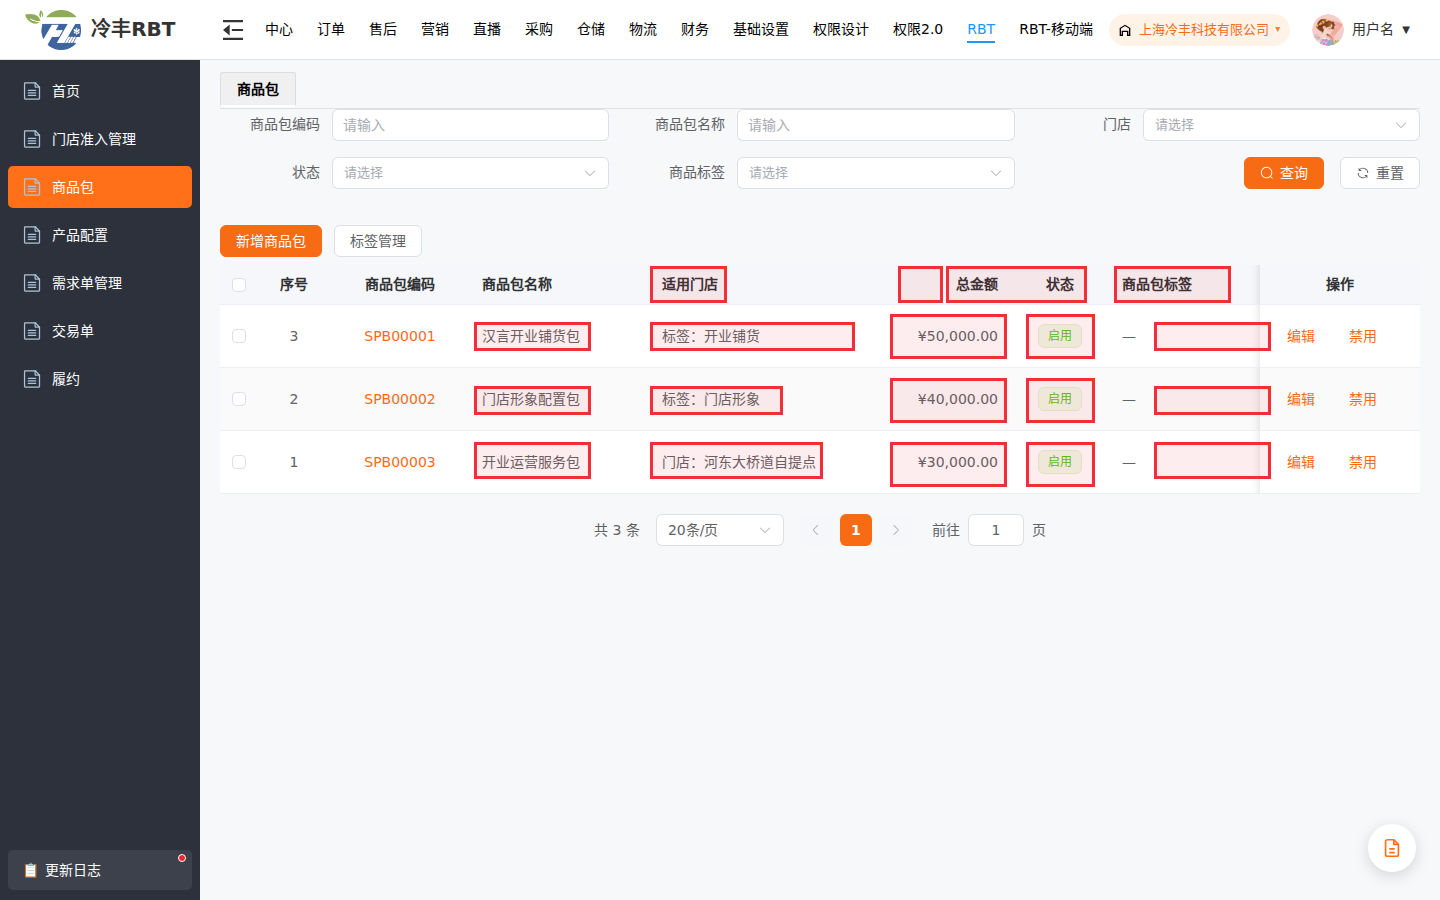 冷丰RBT
中心 订单 售后 营销 直播 采购 仓储 物流 财务 基础设置 权限设计 权限2.0 RBT RBT-移动端 上海冷丰科技有限公司 用户名
首页
门店准入管理
商品包
产品配置
需求单管理
交易单
履约
更新日志
商品包
商品包编码 请输入 商品包名称 请输入 门店 请选择
状态 请选择 商品标签 请选择 查询 重置
新增商品包 标签管理
序号 商品包编码 商品包名称 适用门店 总金额 状态 商品包标签 操作
3 SPB00001 汉言开业铺货包 标签：开业铺货 ¥50,000.00 启用 — 编辑 禁用
2 SPB00002 门店形象配置包 标签：门店形象 ¥40,000.00 启用 — 编辑 禁用
1 SPB00003 开业运营服务包 门店：河东大桥道自提点 ¥30,000.00 启用 — 编辑 禁用
共 3 条 20条/页 1 前往 1 页